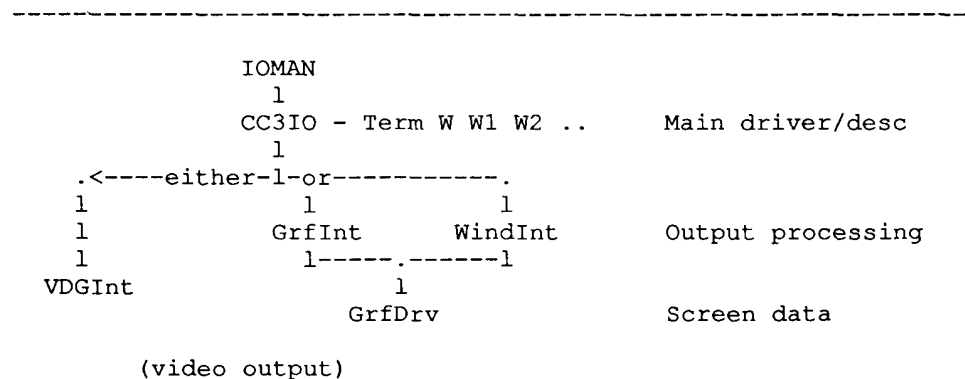 ------------------------------------------------------------------
IOMAN
l
CC3IO - Term W W1 W2 ..     Main driver/desc
l
.<----either-l-or-----------.
l              l            l
l            GrfInt      WindInt       Output processing
l              l-----.------l
VDGInt               l
GrfDrv            Screen data
(video output)